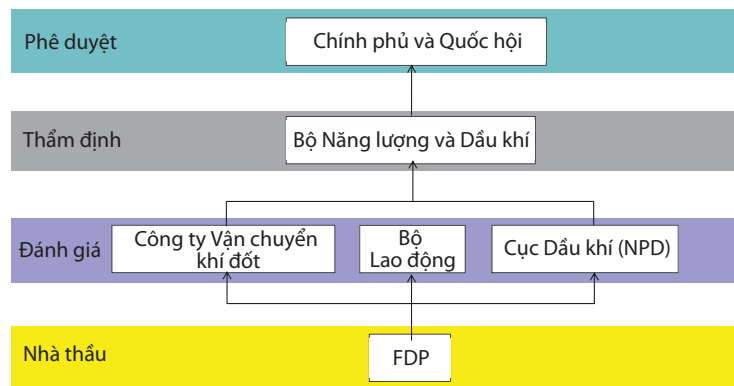 Phê duyệt
Chính phủ và Quốc hội
Thẩm định
Bộ Năng lượng và Dầu khí
Đánh giá
Công ty Vận chuyển
khí đốt
Bộ
Lao động
Cục Dầu khí (NPD)
Nhà thầu
FDP